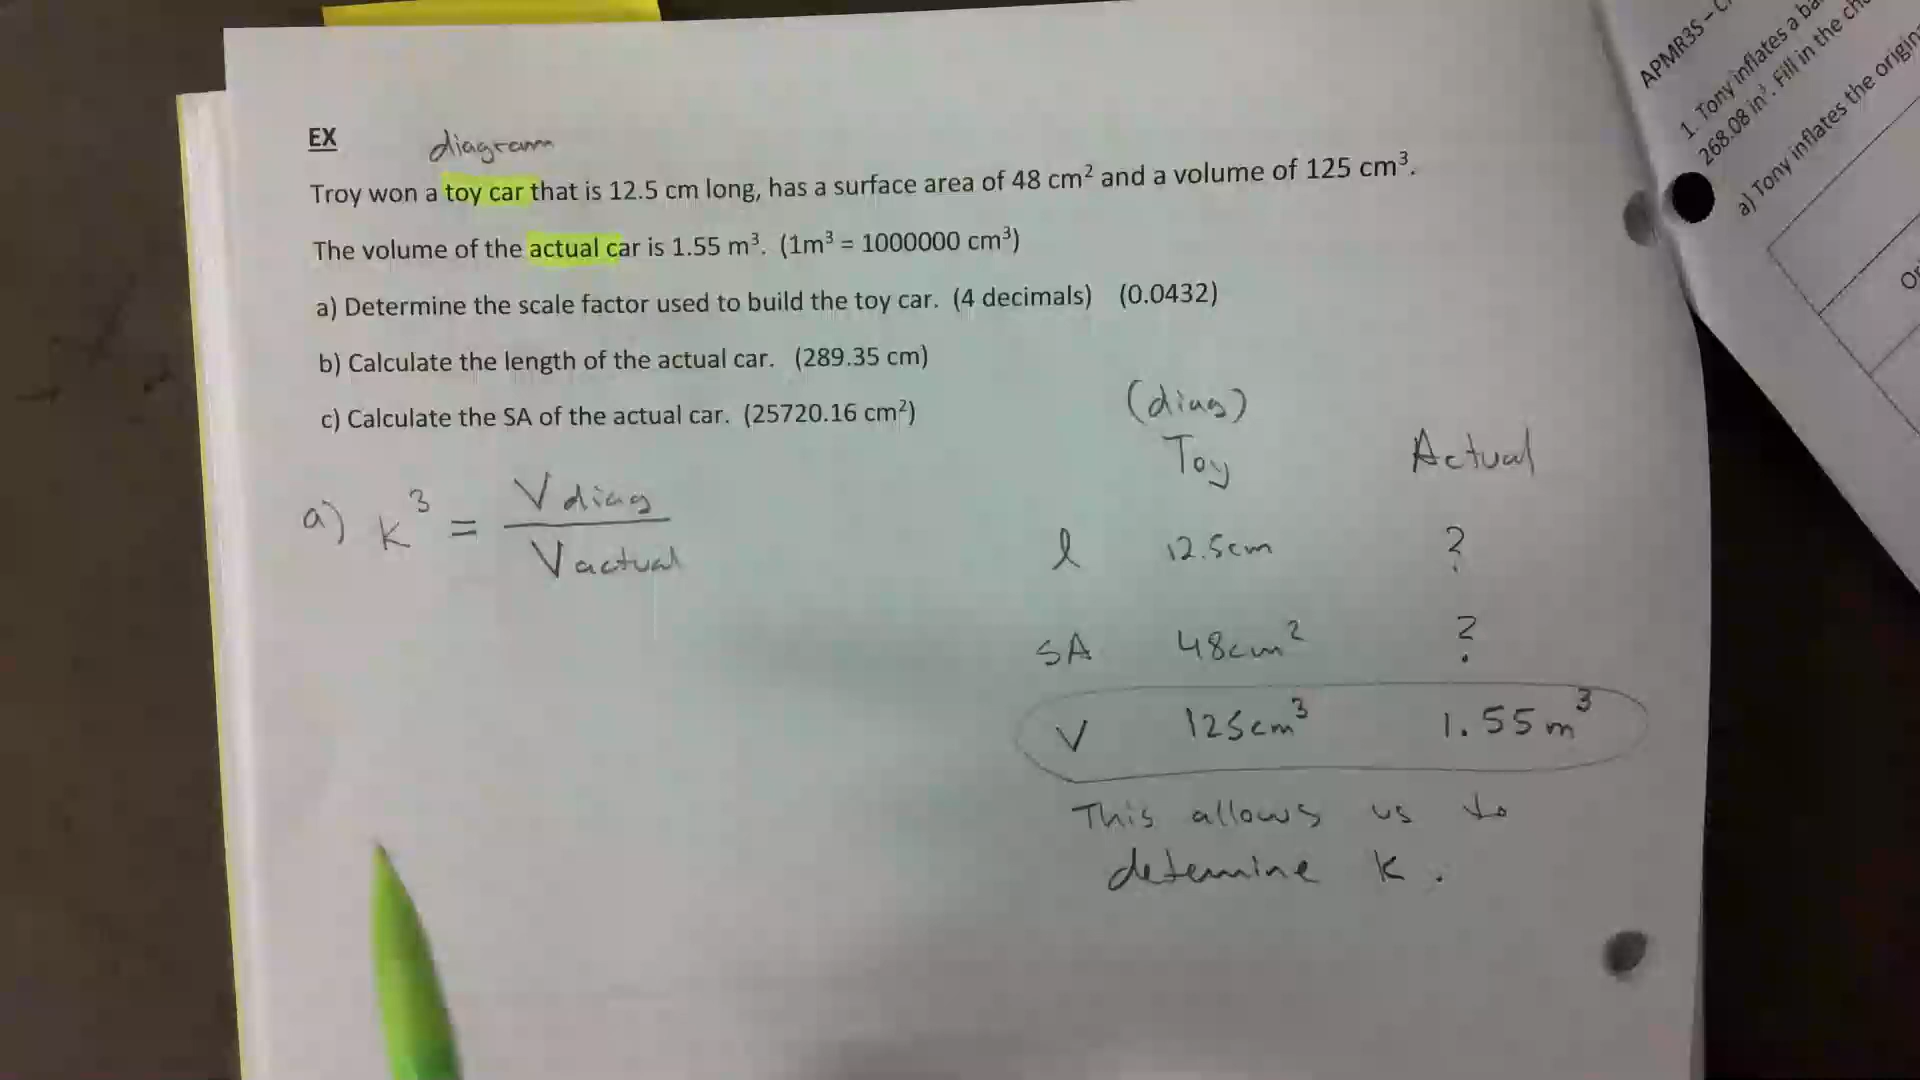 EX
diagram
Troy won a toy car that is 12.5 cm long, has a surface area of 48 cm² and a volume of 125 cm³.
The volume of the actual car is 1.55 m³. (1m³ = 1000000 cm³)
a) Determine the scale factor used to build the toy car. (4 decimals) (0.0432)
b) Calculate the length of the actual car. (289.35 cm)
c) Calculate the SA of the actual car. (25720.16 cm²)
a) K³ = V diag / V actual
(diag)
Toy Actual
l 12.5cm ?
SA 48cm² ?
V 125cm³ 1.55m³
This allows us to
determine K.
APMR3S –
1. Tony inflates a
268.08 in³. Fill in the
a) Tony inflates the